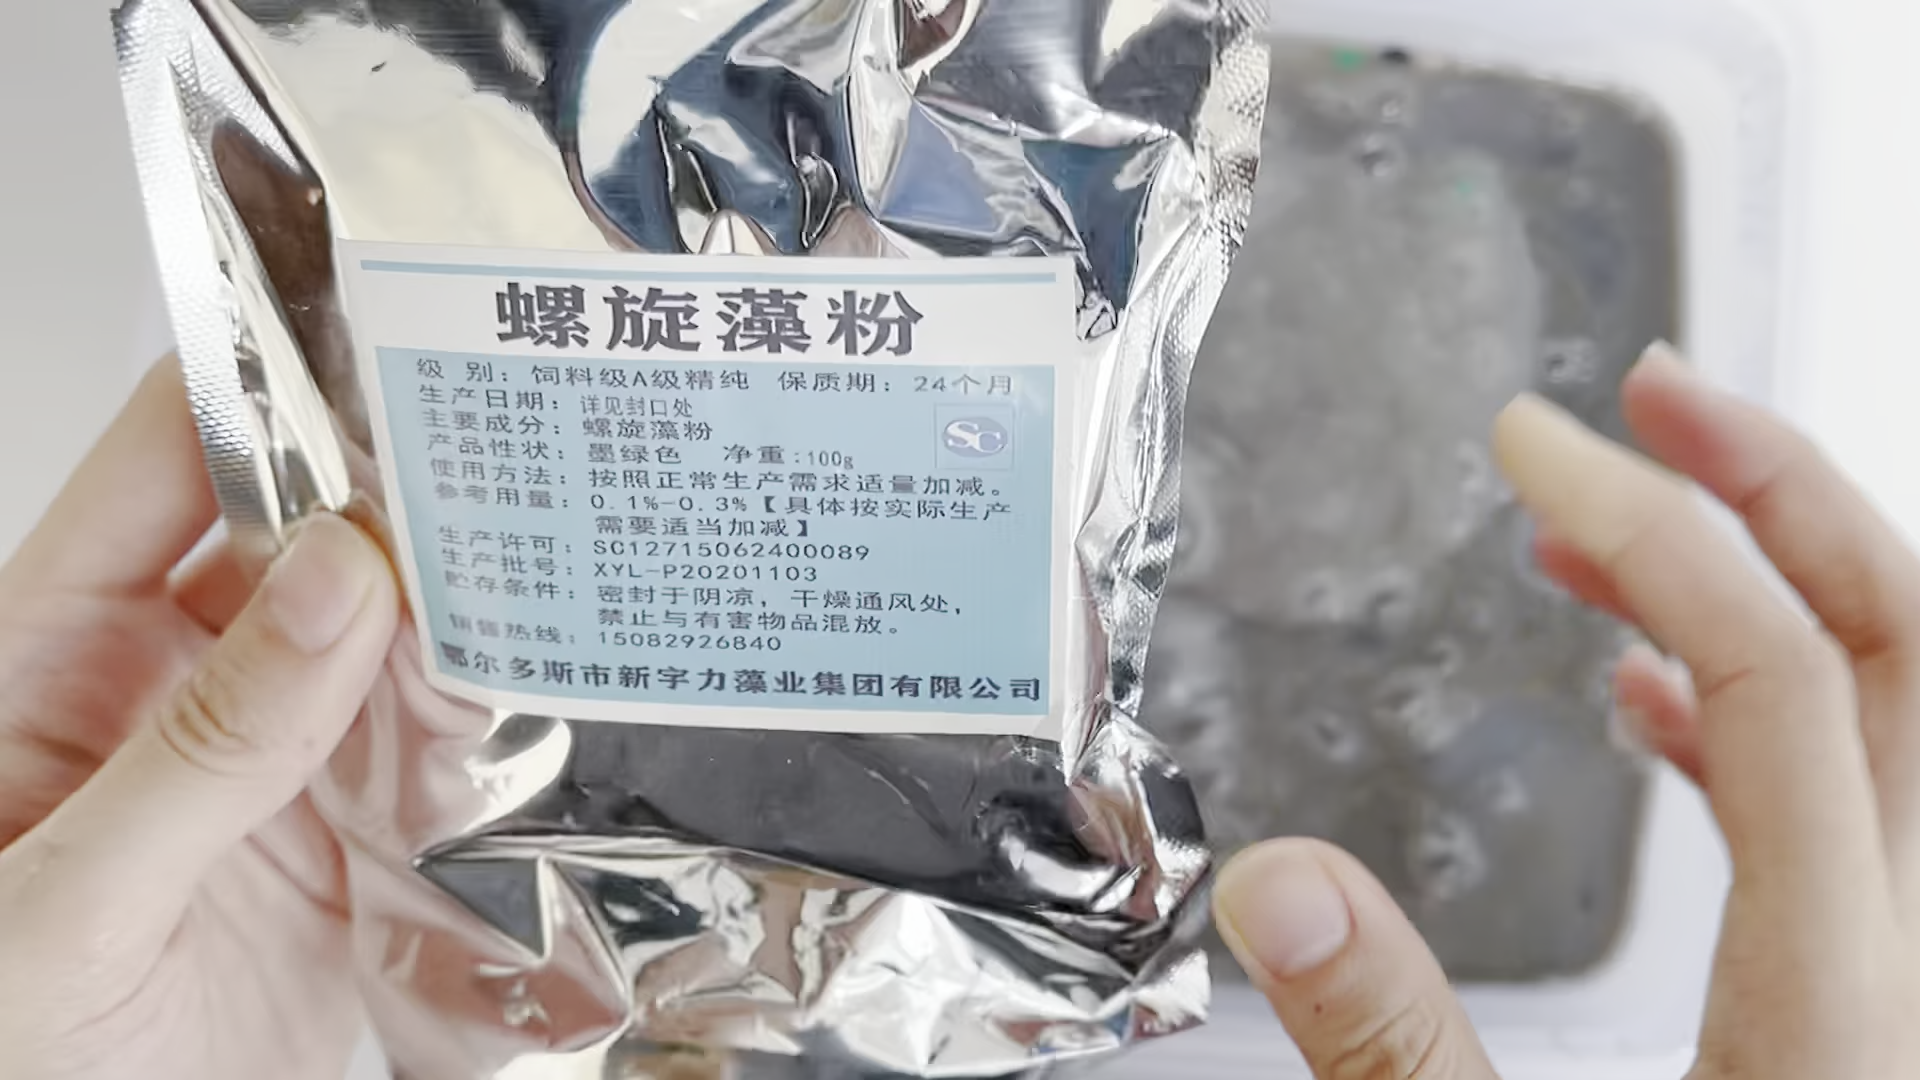 螺旋藻粉
级 别：饲料级A级精纯 保质期：24个月
生产日期：详见封口处
主要成分：螺旋藻粉
SC
产品性状：墨绿色 净重:100g
使用方法：按照正常生产需求适量加减。
参考用量：0.1%-0.3%【具体按实际生产
需要适当加减】
生产许可：SC12715062400089
生产批号：XYL-P20201103
贮存条件：密封于阴凉，干燥通风处，
禁止与有害物品混放。
销售热线：15082926840
鄂尔多斯市新宇力藻业集团有限公司